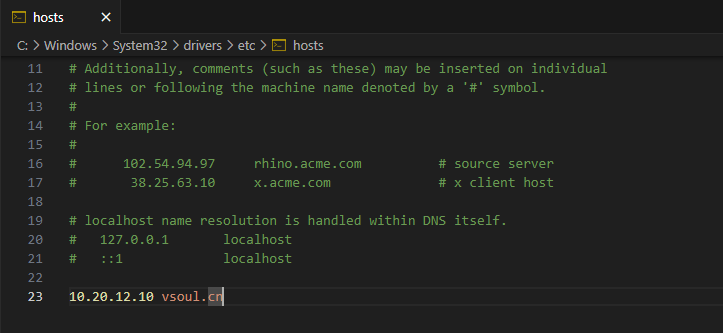 hosts ×
C: > Windows > System32 > drivers > etc > hosts
11 # Additionally, comments (such as these) may be inserted on individual
12 # lines or following the machine name denoted by a '#' symbol.
13 #
14 # For example:
15 #
16 #      102.54.94.97     rhino.acme.com          # source server
17 #       38.25.63.10     x.acme.com              # x client host
18
19 # localhost name resolution is handled within DNS itself.
20 #   127.0.0.1       localhost
21 #   ::1             localhost
22
23 10.20.12.10 vsoul.cn